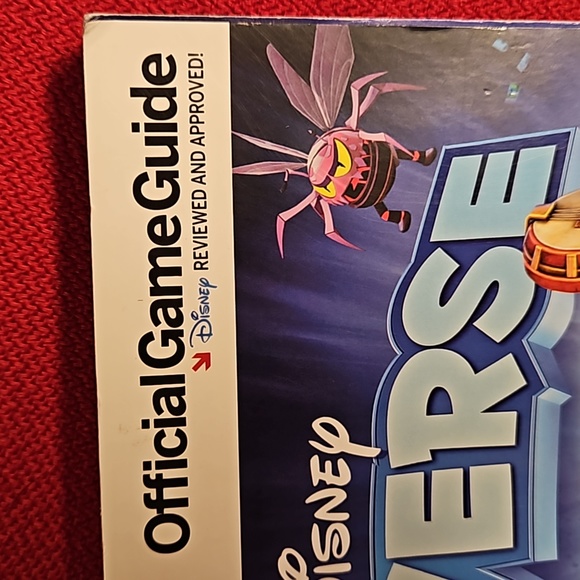 Official Game Guide
Disney REVIEWED AND APPROVED!
DISNEY
ERSE